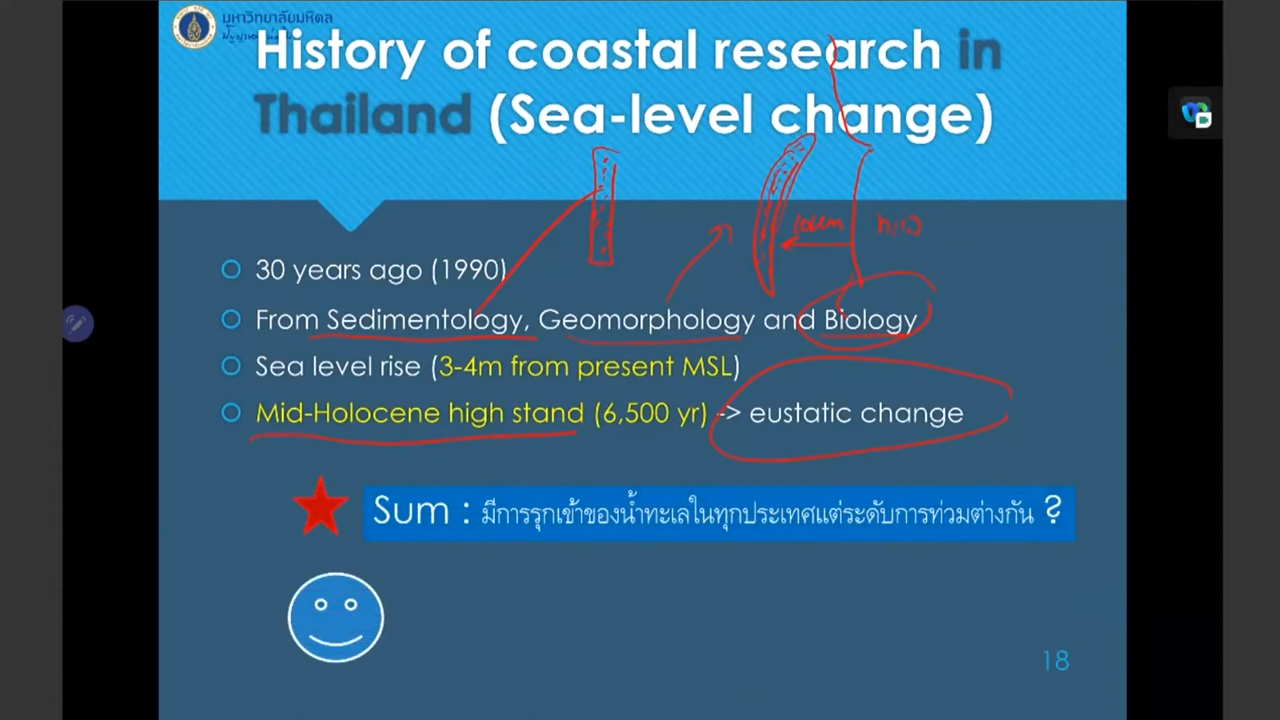 มหาวิทยาลัยมหิดล
History of coastal research in
Thailand (Sea-level change)
30 years ago (1990)
From Sedimentology, Geomorphology and Biology
Sea level rise (3-4m from present MSL)
Mid-Holocene high stand (6,500 yr) -> eustatic change
Sum : มีการรุกเข้าของน้ำทะเลในทุกประเทศแต่ระดับการท่วมต่างกัน ?
18